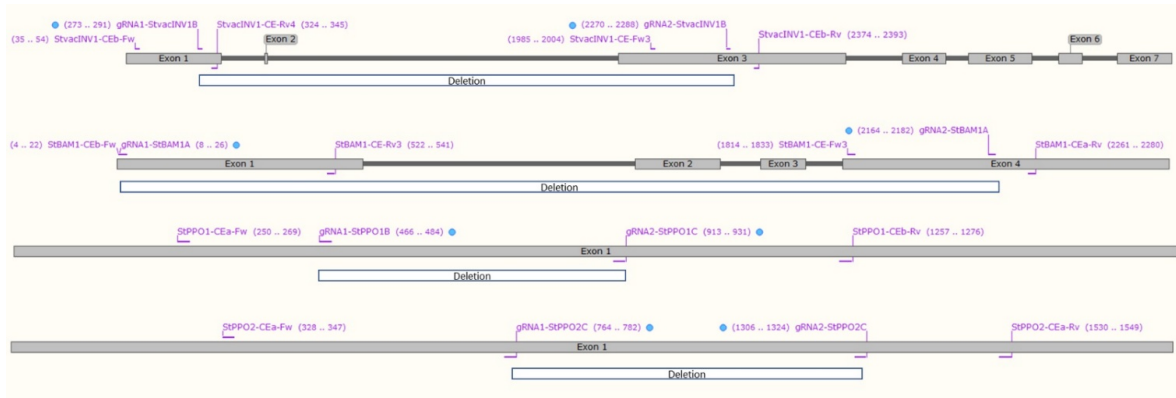 (273 .. 291) gRNA1-StvacINV1B StvacINV1-CE-Rv4 (324 .. 345) (2270 .. 2288) gRNA2-StvacINV1B
(35 .. 54) StvacINV1-CEb-Fw Exon 2 (1985 .. 2004) StvacINV1-CE-Fw3 StvacINV1-CEb-Rv (2374 .. 2393) Exon 6
Exon 1 Exon 3 Exon 4 Exon 5 Exon 7
Deletion
(2164 .. 2182) gRNA2-StBAM1A
(4 .. 22) StBAM1-CEb-Fw gRNA1-StBAM1A (8 .. 26) StBAM1-CE-Rv3 (522 .. 541) (1814 .. 1833) StBAM1-CE-Fw3 StBAM1-CEa-Rv (2261 .. 2280)
Exon 1 Exon 2 Exon 3 Exon 4
Deletion
StPPO1-CEa-Fw (250 .. 269) gRNA1-StPPO1B (466 .. 484) gRNA2-StPPO1C (913 .. 931) StPPO1-CEb-Rv (1257 .. 1276)
Exon 1
Deletion
StPPO2-CEa-Fw (328 .. 347) gRNA1-StPPO2C (764 .. 782) (1306 .. 1324) gRNA2-StPPO2C StPPO2-CEa-Rv (1530 .. 1549)
Exon 1
Deletion